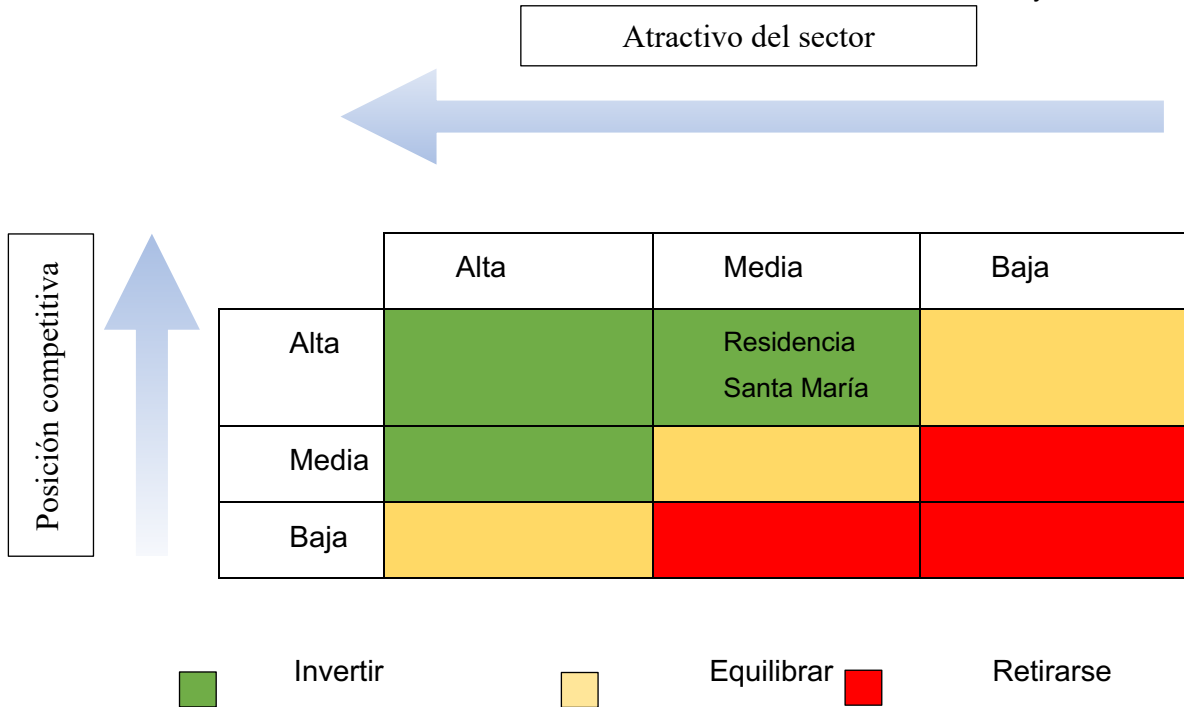 Atractivo del sector
Posición competitiva
Alta Media Baja
Alta
Residencia
Santa María
Media
Baja
Invertir Equilibrar Retirarse